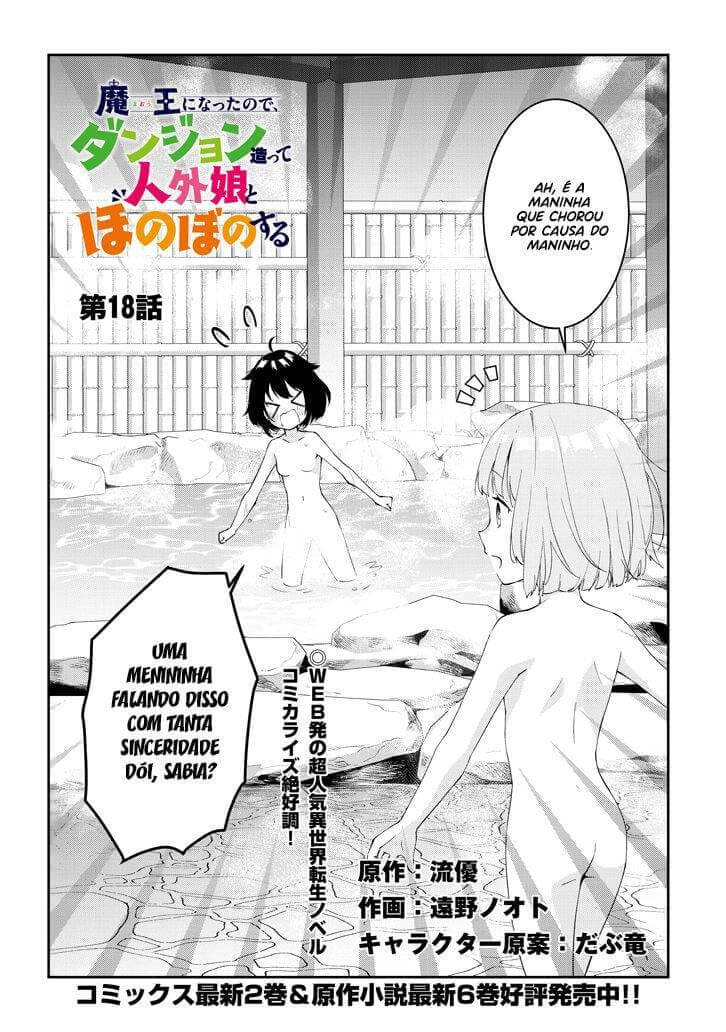 魔王になったので、
まおう
ダンジョン造って
人外娘と
ほのぼのする
第18話
AH, É A
MANINHA
QUE CHOROU
POR CAUSA DO
MANINHO.
UMA
MENININHA
FALANDO DISSO
COM TANTA
SINCERIDADE
DÓI, SABIA?
◎WEB発の超人気異世界転生ノベル
コミカライズ絶好調!
原作:流優
作画:遠野ノオト
キャラクター原案:だぶ竜
コミックス最新2巻&原作小説最新6巻好評発売中!!